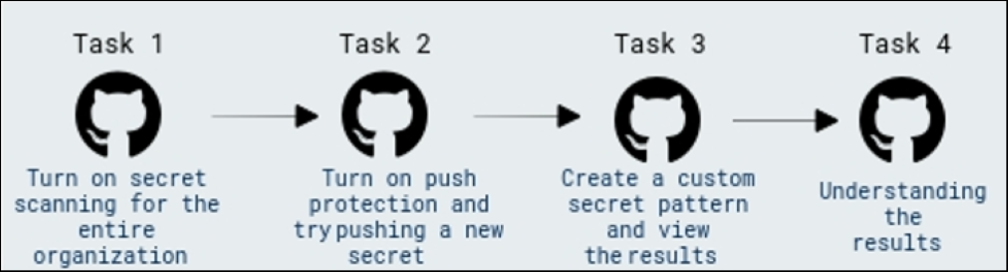 Task 1
Turn on secret
scanning for the
entire
organization
Task 2
Turn on push
protection and
try pushing a new
secret
Task 3
Create a custom
secret pattern
and view
the results
Task 4
Understanding
the
results